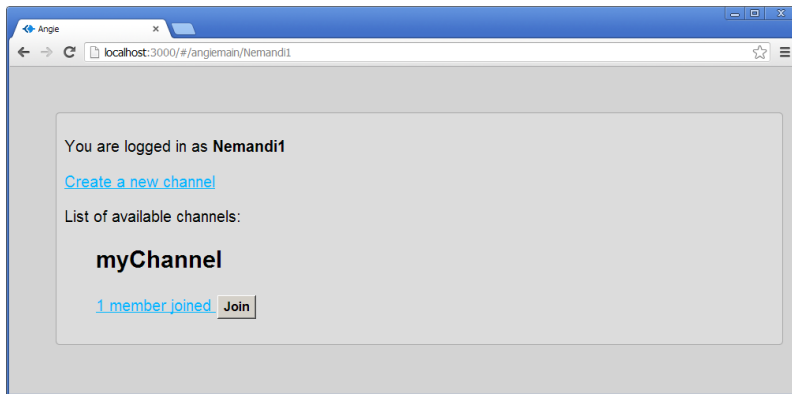 Angie
localhost:3000/#/angiemain/Nemandi1
You are logged in as Nemandi1
Create a new channel
List of available channels:
myChannel
1 member joined Join